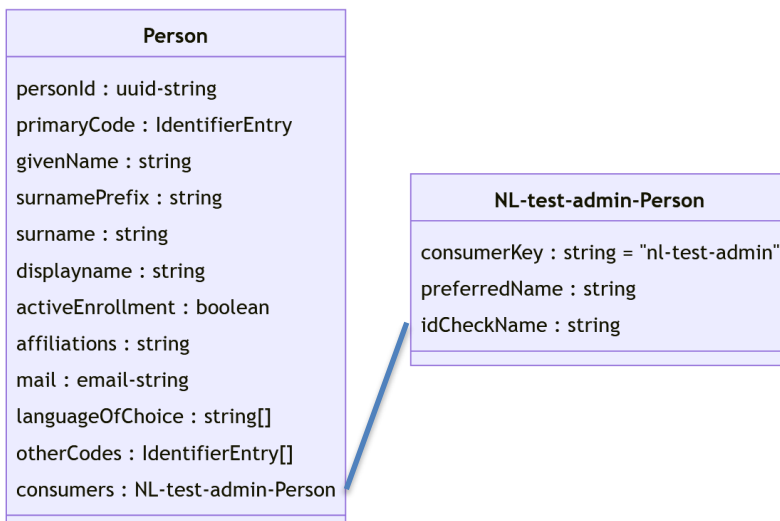 Person
personId : uuid-string
primaryCode : IdentifierEntry
givenName : string
surnamePrefix : string
surname : string
displayname : string
activeEnrollment : boolean
affiliations : string
mail : email-string
languageOfChoice : string[]
otherCodes : IdentifierEntry[]
consumers : NL-test-admin-Person
NL-test-admin-Person
consumerKey : string = "nl-test-admin"
preferredName : string
idCheckName : string